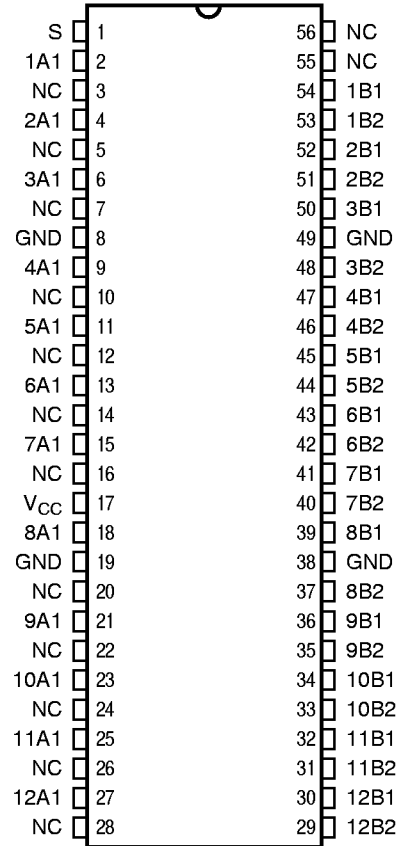 S 1 56 NC
1A1 2 55 NC
NC 3 54 1B1
2A1 4 53 1B2
NC 5 52 2B1
3A1 6 51 2B2
NC 7 50 3B1
GND 8 49 GND
4A1 9 48 3B2
NC 10 47 4B1
5A1 11 46 4B2
NC 12 45 5B1
6A1 13 44 5B2
NC 14 43 6B1
7A1 15 42 6B2
NC 16 41 7B1
VCC 17 40 7B2
8A1 18 39 8B1
GND 19 38 GND
NC 20 37 8B2
9A1 21 36 9B1
NC 22 35 9B2
10A1 23 34 10B1
NC 24 33 10B2
11A1 25 32 11B1
NC 26 31 11B2
12A1 27 30 12B1
NC 28 29 12B2